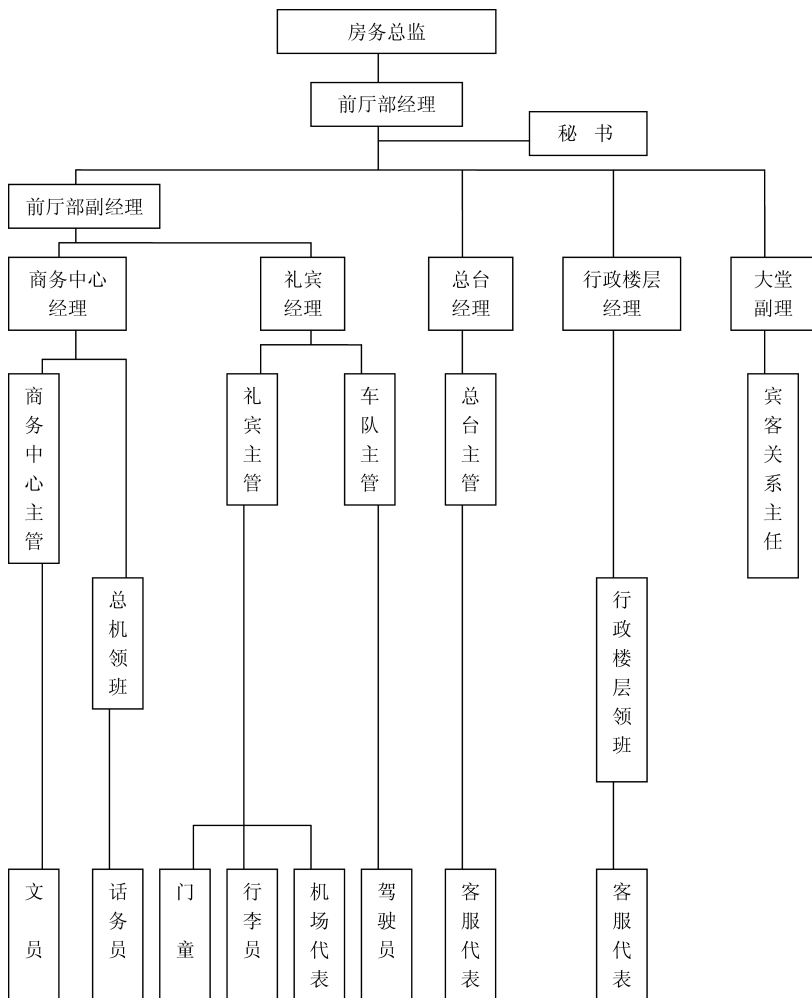 房务总监
前厅部经理
秘 书
前厅部副经理
商务中心
经理
礼宾
经理
总台
经理
行政楼层
经理
大堂
副理
商务中心主管
礼宾主管
车队主管
总台主管
宾客关系主任
总机领班
行政楼层领班
文 员
话务员
门 童
行李员
机场代表
驾驶员
客服代表
客服代表